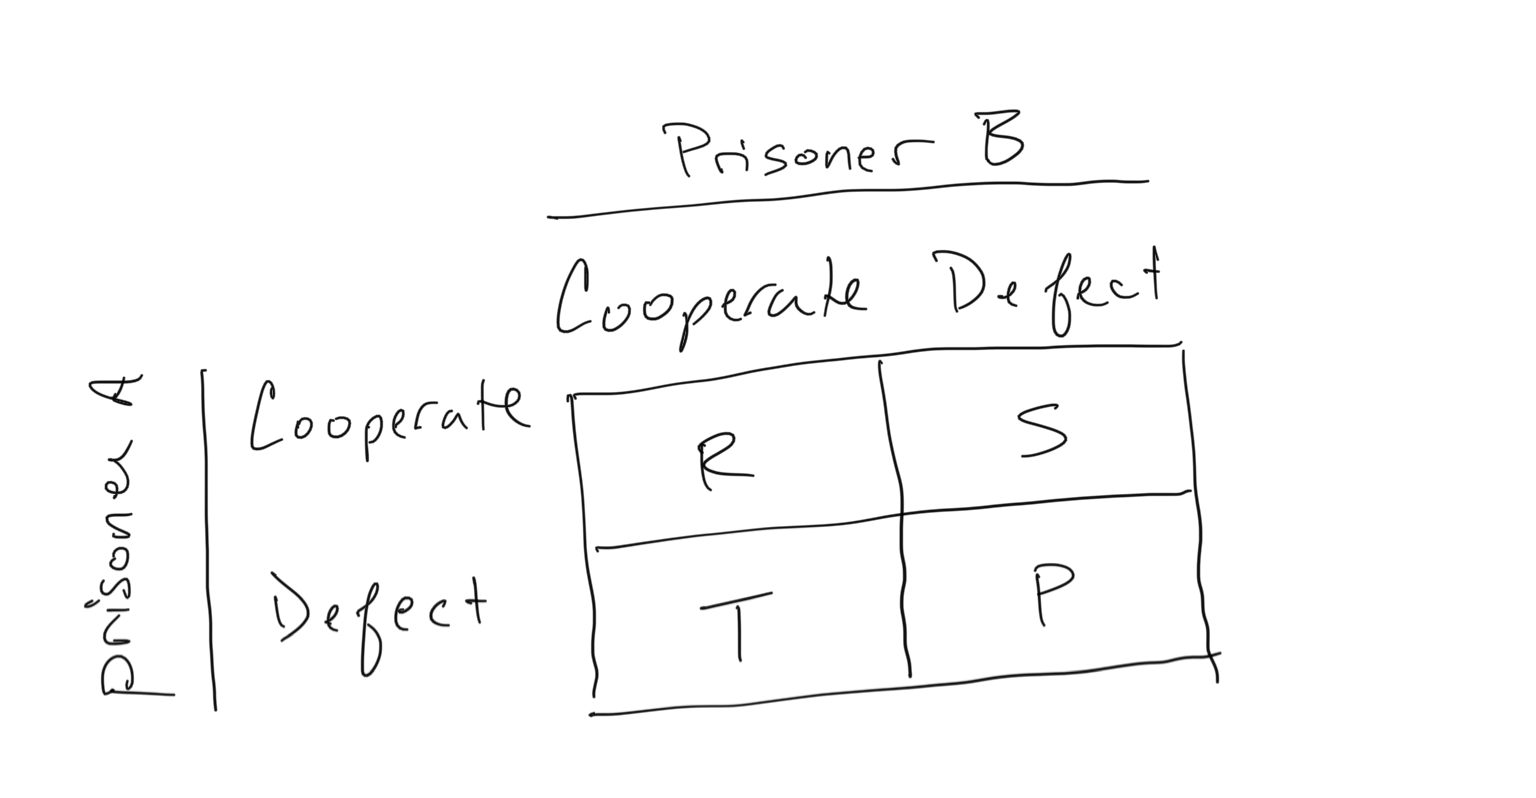 Prisoner B
Cooperate Defect
Prisoner A
Cooperate
R
S
Defect
T
P